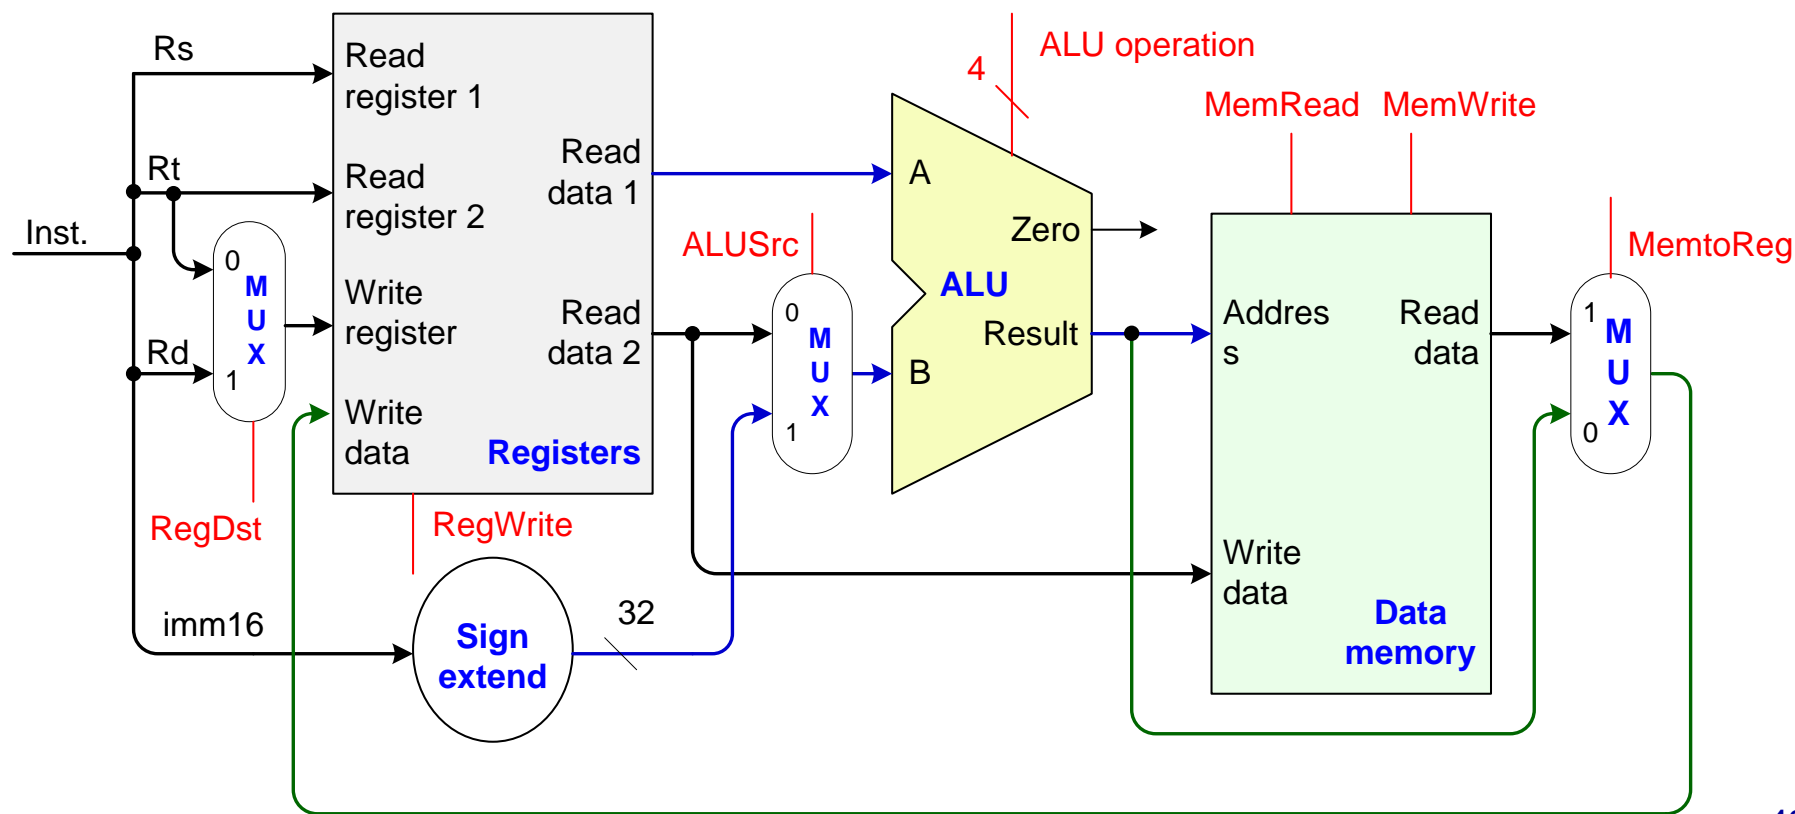 Rs
Read
register 1
ALU operation
4
MemRead
MemWrite
Rt
Read
register 2
Read
data 1
A
Inst.
0
M
U
X
1
Rd
Write
register
Read
data 2
ALUSrc
0
M
U
X
1
Zero
ALU
Result
B
Addres
s
Read
data
MemtoReg
1
M
U
X
0
Write
data
Registers
RegDst
RegWrite
imm16
Sign
extend
32
Write
data
Data
memory